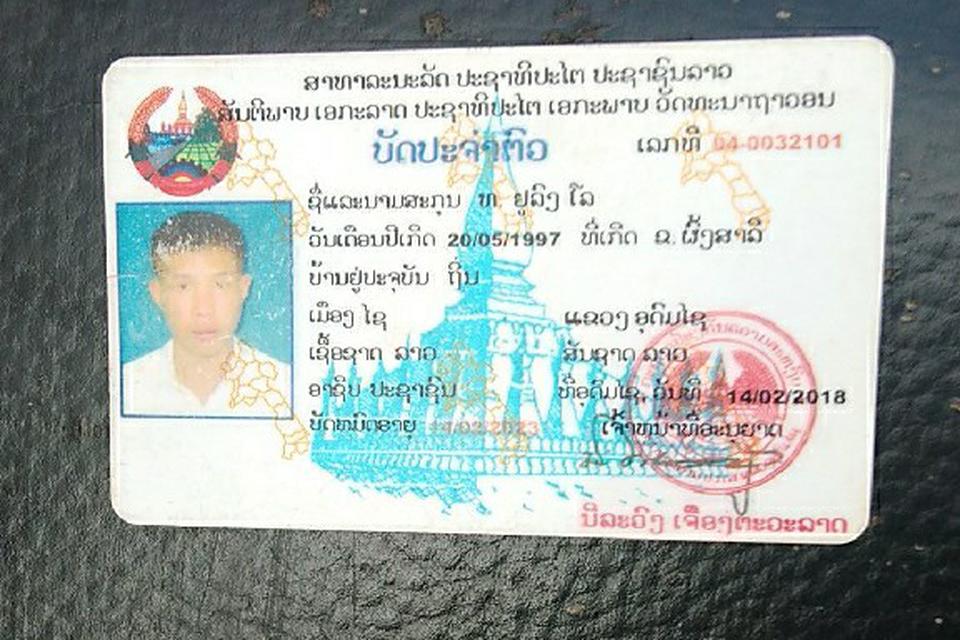 ສາທາລະນະລັດ ປະຊາທິປະໄຕ ປະຊາຊົນລາວ
ສັນຕິພາບ ເອກະລາດ ປະຊາທິປະໄຕ ເອກະພາບ ວັດທະນາຖາວອນ
ບັດປະຈຳຕົວ ເລກທີ 04-0032101
ຊື່ແລະນາມສະກຸນ ທ. ຢູລົງ ໂລ
ວັນເດືອນປີເກີດ 20/05/1997 ທີ່ເກີດ ຂ. ຜົ້ງສາລີ
ບ້ານຢູ່ປະຈຸບັນ ຖິ່ນ
ເມືອງ ໄຊ ແຂວງ ອຸດົມໄຊ
ເຊື້ອຊາດ ລາວ ສັນຊາດ ລາວ
ອາຊີບ ປະຊາຊົນ ທີ່ອຸດົມໄຊ, ວັນທີ 14/02/2018
ບັດໝົດອາຍຸ 14/02/2023 ເຈົ້າໜ້າທີ່ອະນຸຍາດ
ນິລະວົງ ເຈືອງຕະວະລາດ